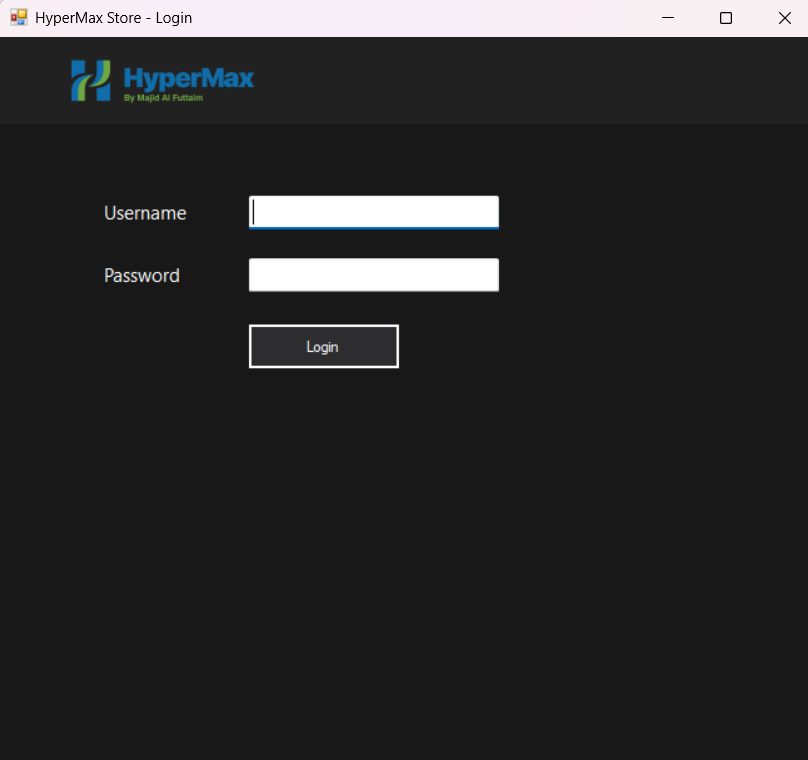 HyperMax Store - Login
HyperMax
By Majid Al Futtaim
Username
Password
Login